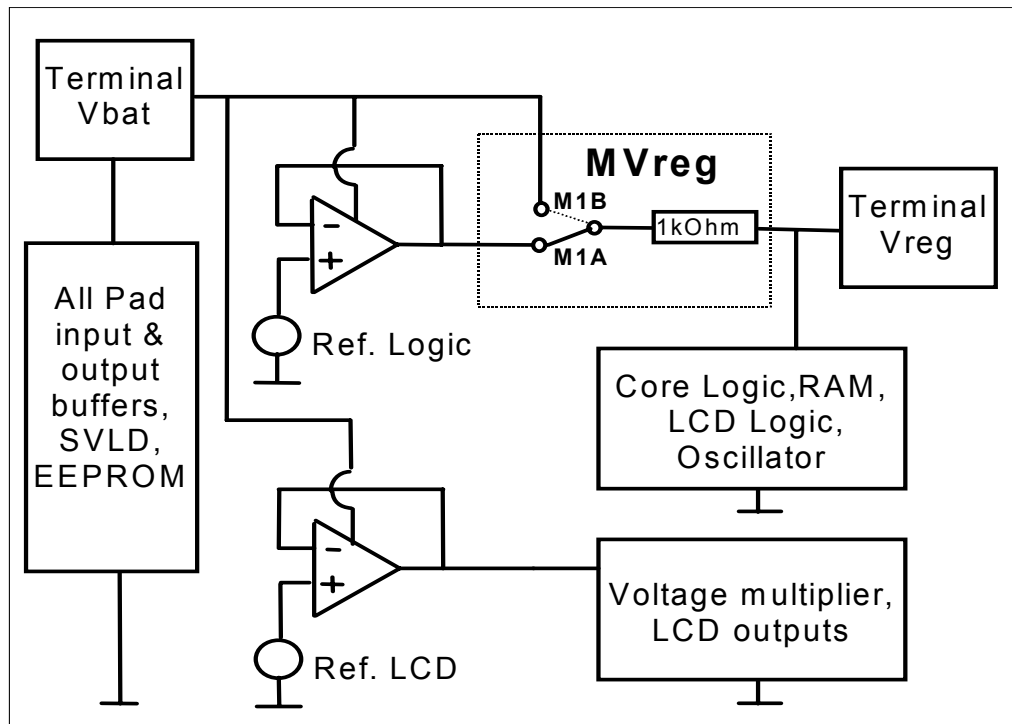 Terminal
Vbat
All Pad
input &
output
buffers,
SVLD,
EEPROM
-
+
Ref. Logic
MVreg
M1B
M1A
1kOhm
Terminal
Vreg
Core Logic,RAM,
LCD Logic,
Oscillator
-
+
Ref. LCD
Voltage multiplier,
LCD outputs